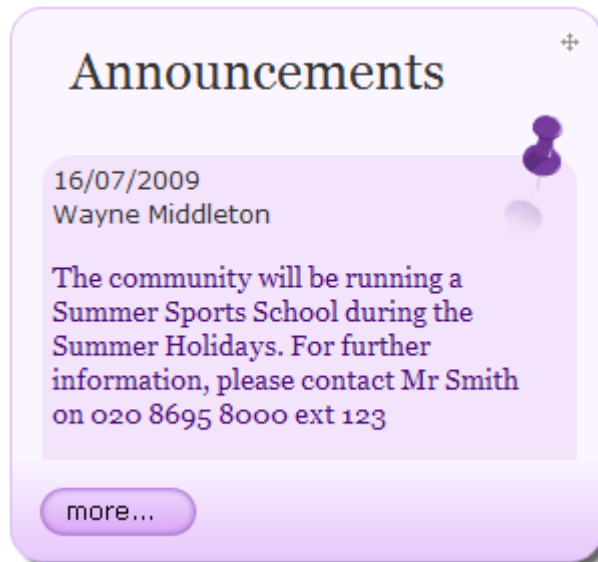 Announcements
16/07/2009
Wayne Middleton
The community will be running a
Summer Sports School during the
Summer Holidays. For further
information, please contact Mr Smith
on 020 8695 8000 ext 123
more...